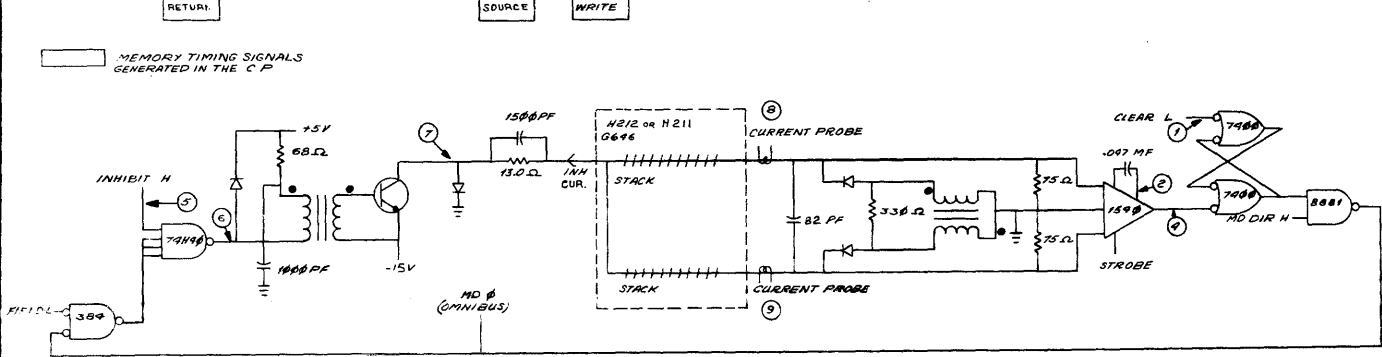 RETURN
SOURCE
WRITE
MEMORY TIMING SIGNALS
GENERATED IN THE C P
+5V
68Ω
INHIBIT H
5
6
74H40
1000PF
-15V
384
7
1500PF
13.0Ω
INH
CUR.
H212 OR H211
G646
STACK
STACK
8
CURRENT PROBE
CURRENT PROBE
9
82 PF
330Ω
75Ω
75Ω
CLEAR L
1
7400
.047 MF
2
1540
4
STROBE
7400
MD DIR H
8881
MD 0
(OMNIBUS)